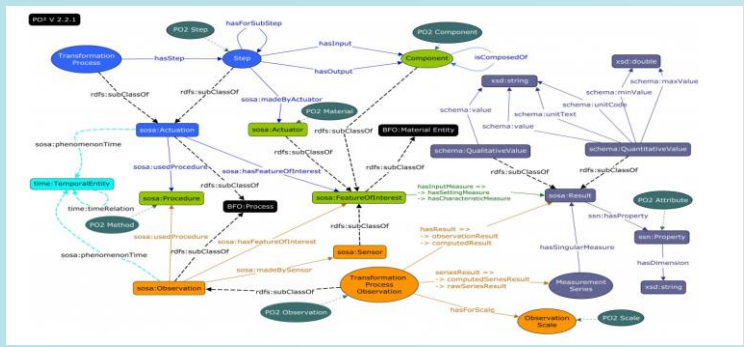 PO² V 2.2.1
hasForSubStep
PO2 Step
PO2 Component
Transformation
Process
hasStep
Step
hasInput
hasOutput
Component
isComposedOf
xsd:double
xsd:string
schema:maxValue
schema:minValue
schema:value
schema:unitCode
schema:unitText
schema:value
rdfs:subClassOf
rdfs:subClassOf
sosa:madeByActuator
PO2 Material
rdfs:subClassOf
sosa:Actuation
sosa:Actuator
BFO:Material Entity
schema:QualitativeValue
schema:QuantitativeValue
sosa:phenomenonTime
sosa:usedProcedure
sosa:hasFeatureOfInterest
rdfs:subClassOf
rdfs:subClassOf
rdfs:subClassOf
rdfs:subClassOf
rdfs:subClassOf
time:TemporalEntity
time:timeRelation
sosa:Procedure
BFO:Process
sosa:FeatureOfInterest
hasInputMeasure =>
-> hasSettingMeasure
-> hasCharacteristicMeasure
sosa:Result
PO2 Attribute
PO2 Method
sosa:usedProcedure
sosa:hasFeatureOfInterest
rdfs:subClassOf
hasResult =>
-> observationResult
-> computedResult
ssn:hasProperty
ssn:Property
sosa:phenomenonTime
rdfs:subClassOf
sosa:madeBySensor
sosa:Sensor
hasSingularMeasure
hasDimension
sosa:Observation
rdfs:subClassOf
Transformation
Process
Observation
seriesResult =>
-> computedSeriesResult
-> rawSeriesResult
Measurement
Series
xsd:string
PO2 Observation
hasForScale
Observation
Scale
PO2 Scale